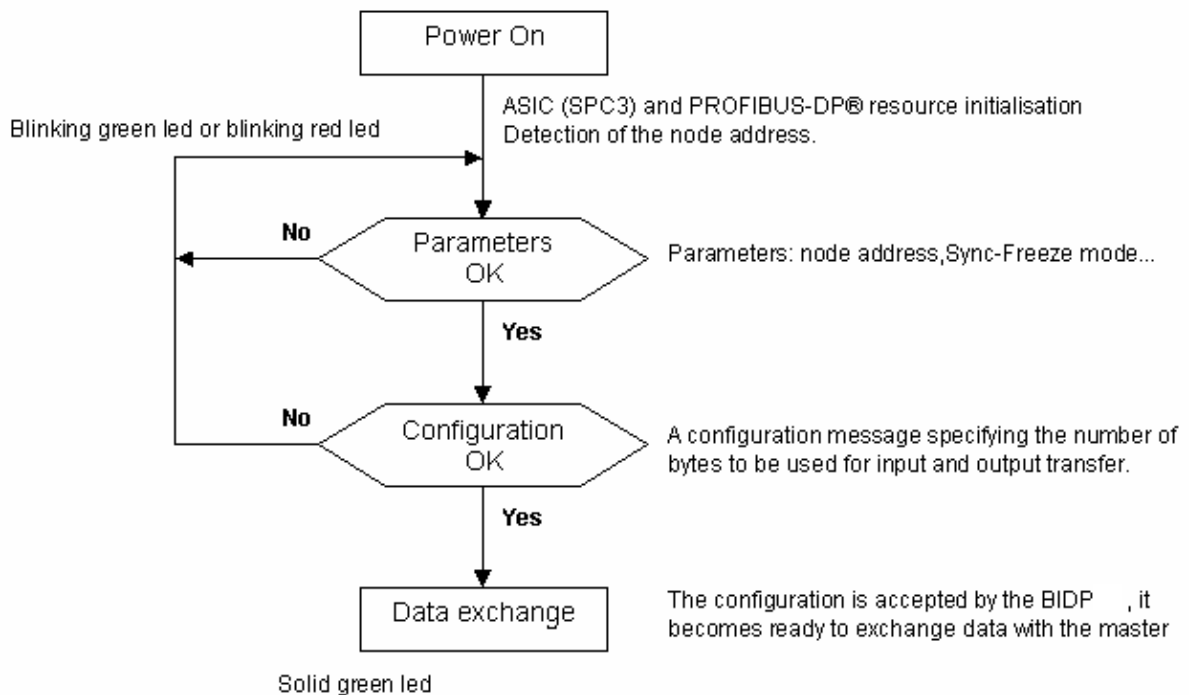 Power On
ASIC (SPC3) and PROFIBUS-DP® resource initialisation
Detection of the node address.
Blinking green led or blinking red led
No
Parameters
OK
Parameters: node address,Sync-Freeze mode...
Yes
No
Configuration
OK
A configuration message specifying the number of
bytes to be used for input and output transfer.
Yes
Data exchange
The configuration is accepted by the BIDP , it
becomes ready to exchange data with the master
Solid green led